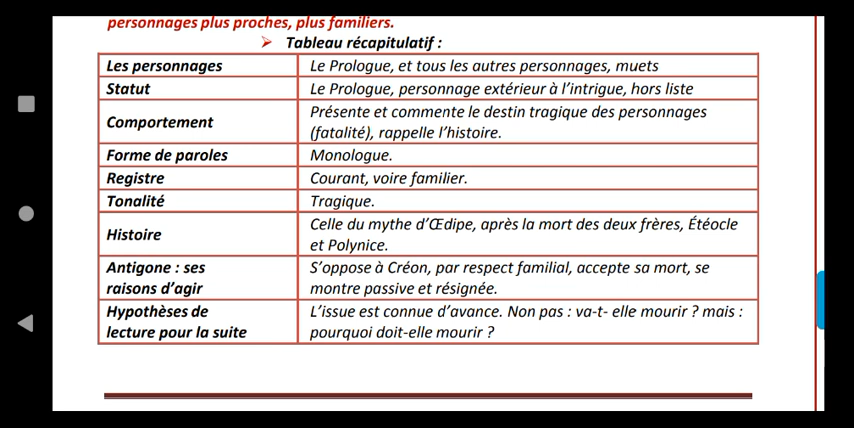 personnages plus proches, plus familiers.
➢ Tableau récapitulatif :
Les personnages
Le Prologue, et tous les autres personnages, muets
Statut
Le Prologue, personnage extérieur à l'intrigue, hors liste
Comportement
Présente et commente le destin tragique des personnages
(fatalité), rappelle l'histoire.
Forme de paroles
Monologue.
Registre
Courant, voire familier.
Tonalité
Tragique.
Histoire
Celle du mythe d'Œdipe, après la mort des deux frères, Étéocle
et Polynice.
Antigone : ses
raisons d'agir
S'oppose à Créon, par respect familial, accepte sa mort, se
montre passive et résignée.
Hypothèses de
lecture pour la suite
L'issue est connue d'avance. Non pas : va-t- elle mourir ? mais :
pourquoi doit-elle mourir ?